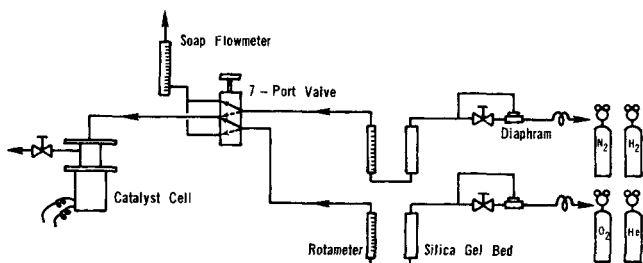 Soap Flowmeter
7-Port Valve
Diaphram
N2
H2
Catalyst Cell
O2
He
Rotameter
Silica Gel Bed